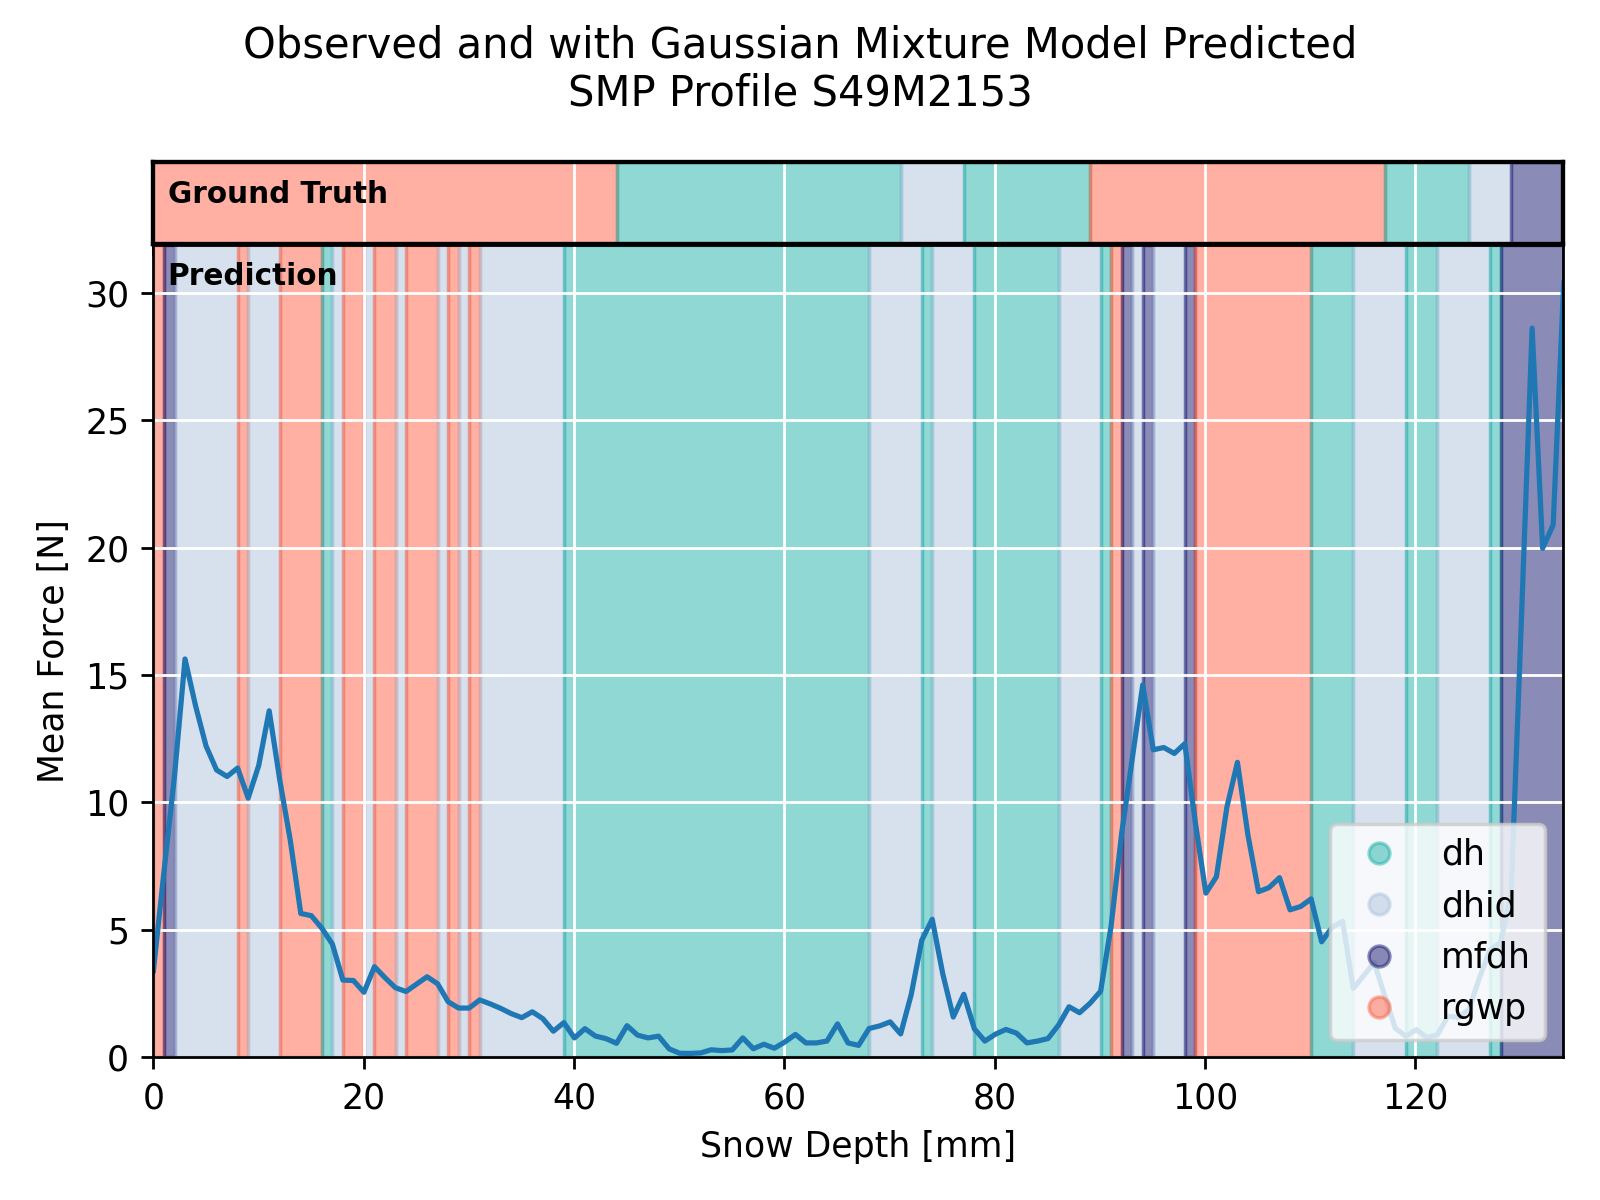 Observed and with Gaussian Mixture Model Predicted
SMP Profile S49M2153
Ground Truth
Prediction
30
25
20
15
10
5
0
Mean Force [N]
dh
dhid
mfdh
rgwp
0 20 40 60 80 100 120
Snow Depth [mm]